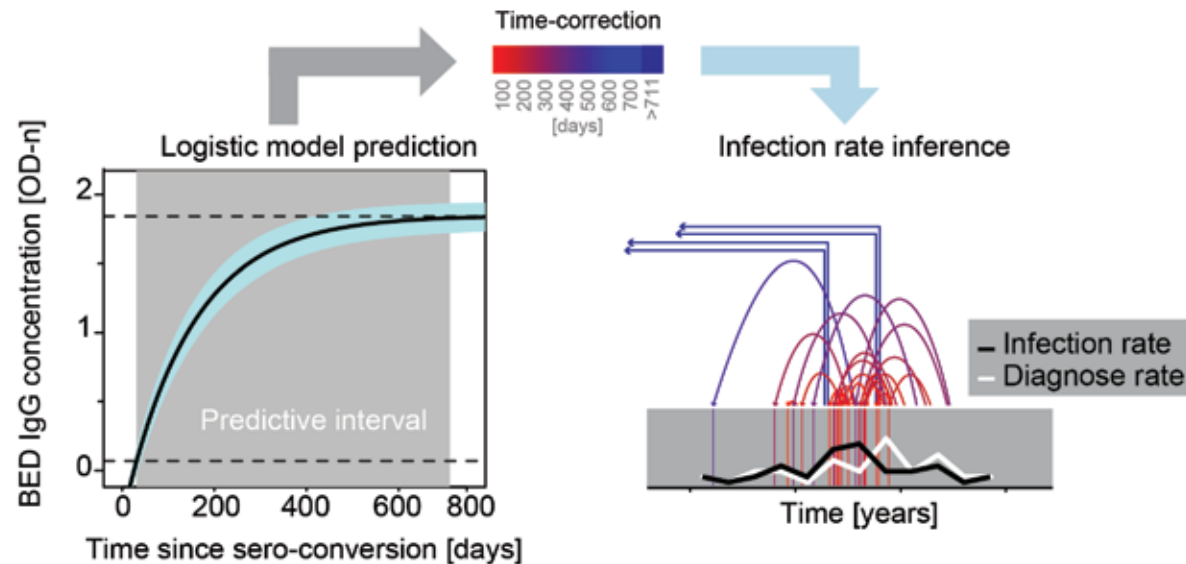 Time-correction
100
200
300
400
500
600
700
>711
[days]
Logistic model prediction
BED IgG concentration [OD-n]
2
1
0
Predictive interval
0
200
400
600
800
Time since sero-conversion [days]
Infection rate inference
Infection rate
Diagnose rate
Time [years]